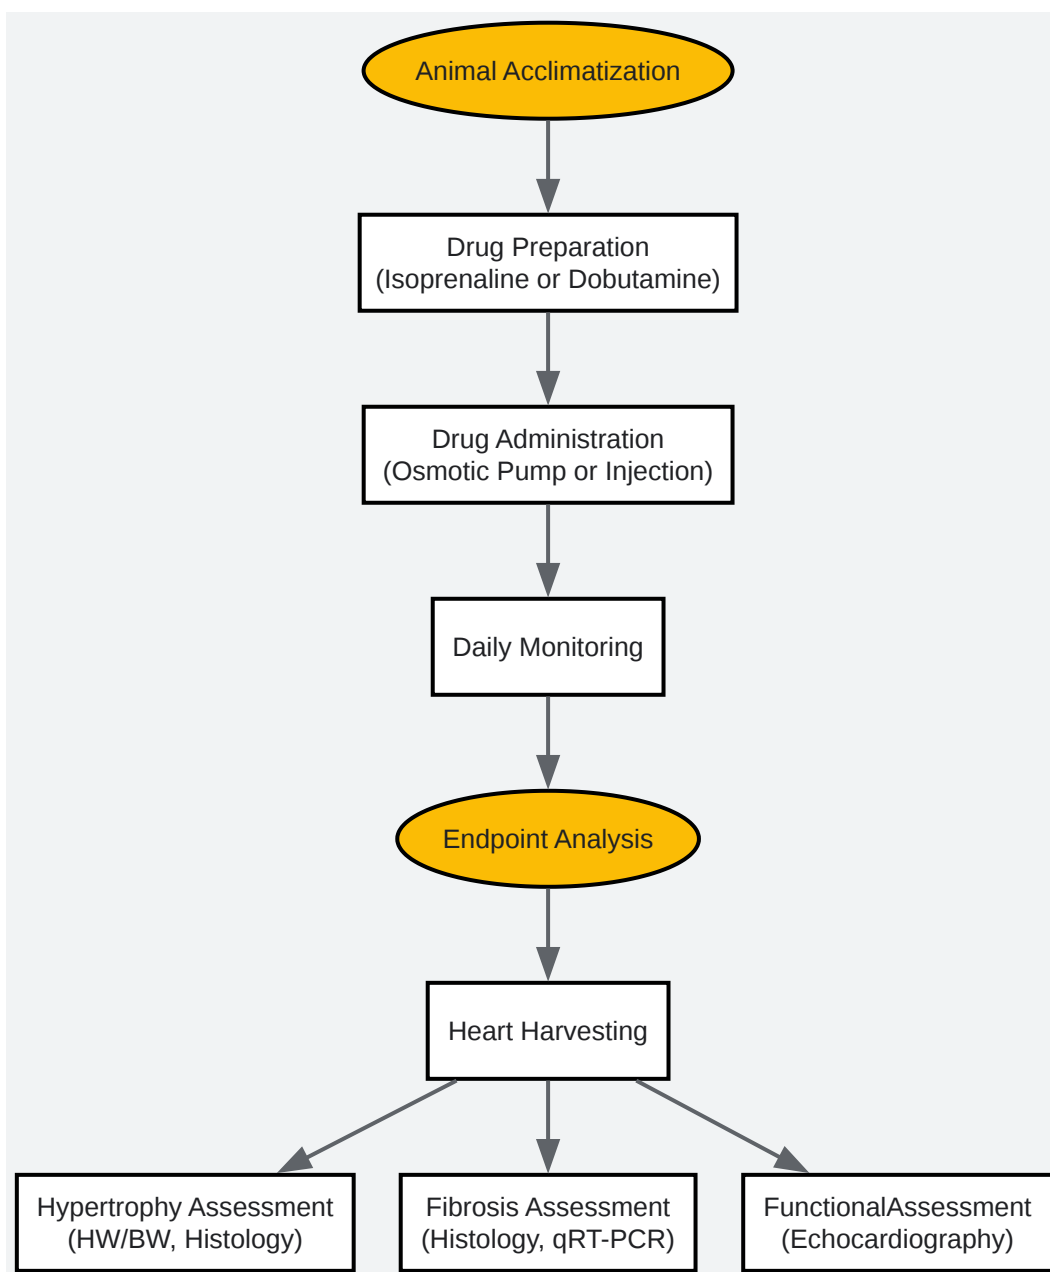 Animal Acclimatization
Drug Preparation
(Isoprenaline or Dobutamine)
Drug Administration
(Osmotic Pump or Injection)
Daily Monitoring
Endpoint Analysis
Heart Harvesting
Hypertrophy Assessment
(HW/BW, Histology)
Fibrosis Assessment
(Histology, qRT-PCR)
FunctionalAssessment
(Echocardiography)